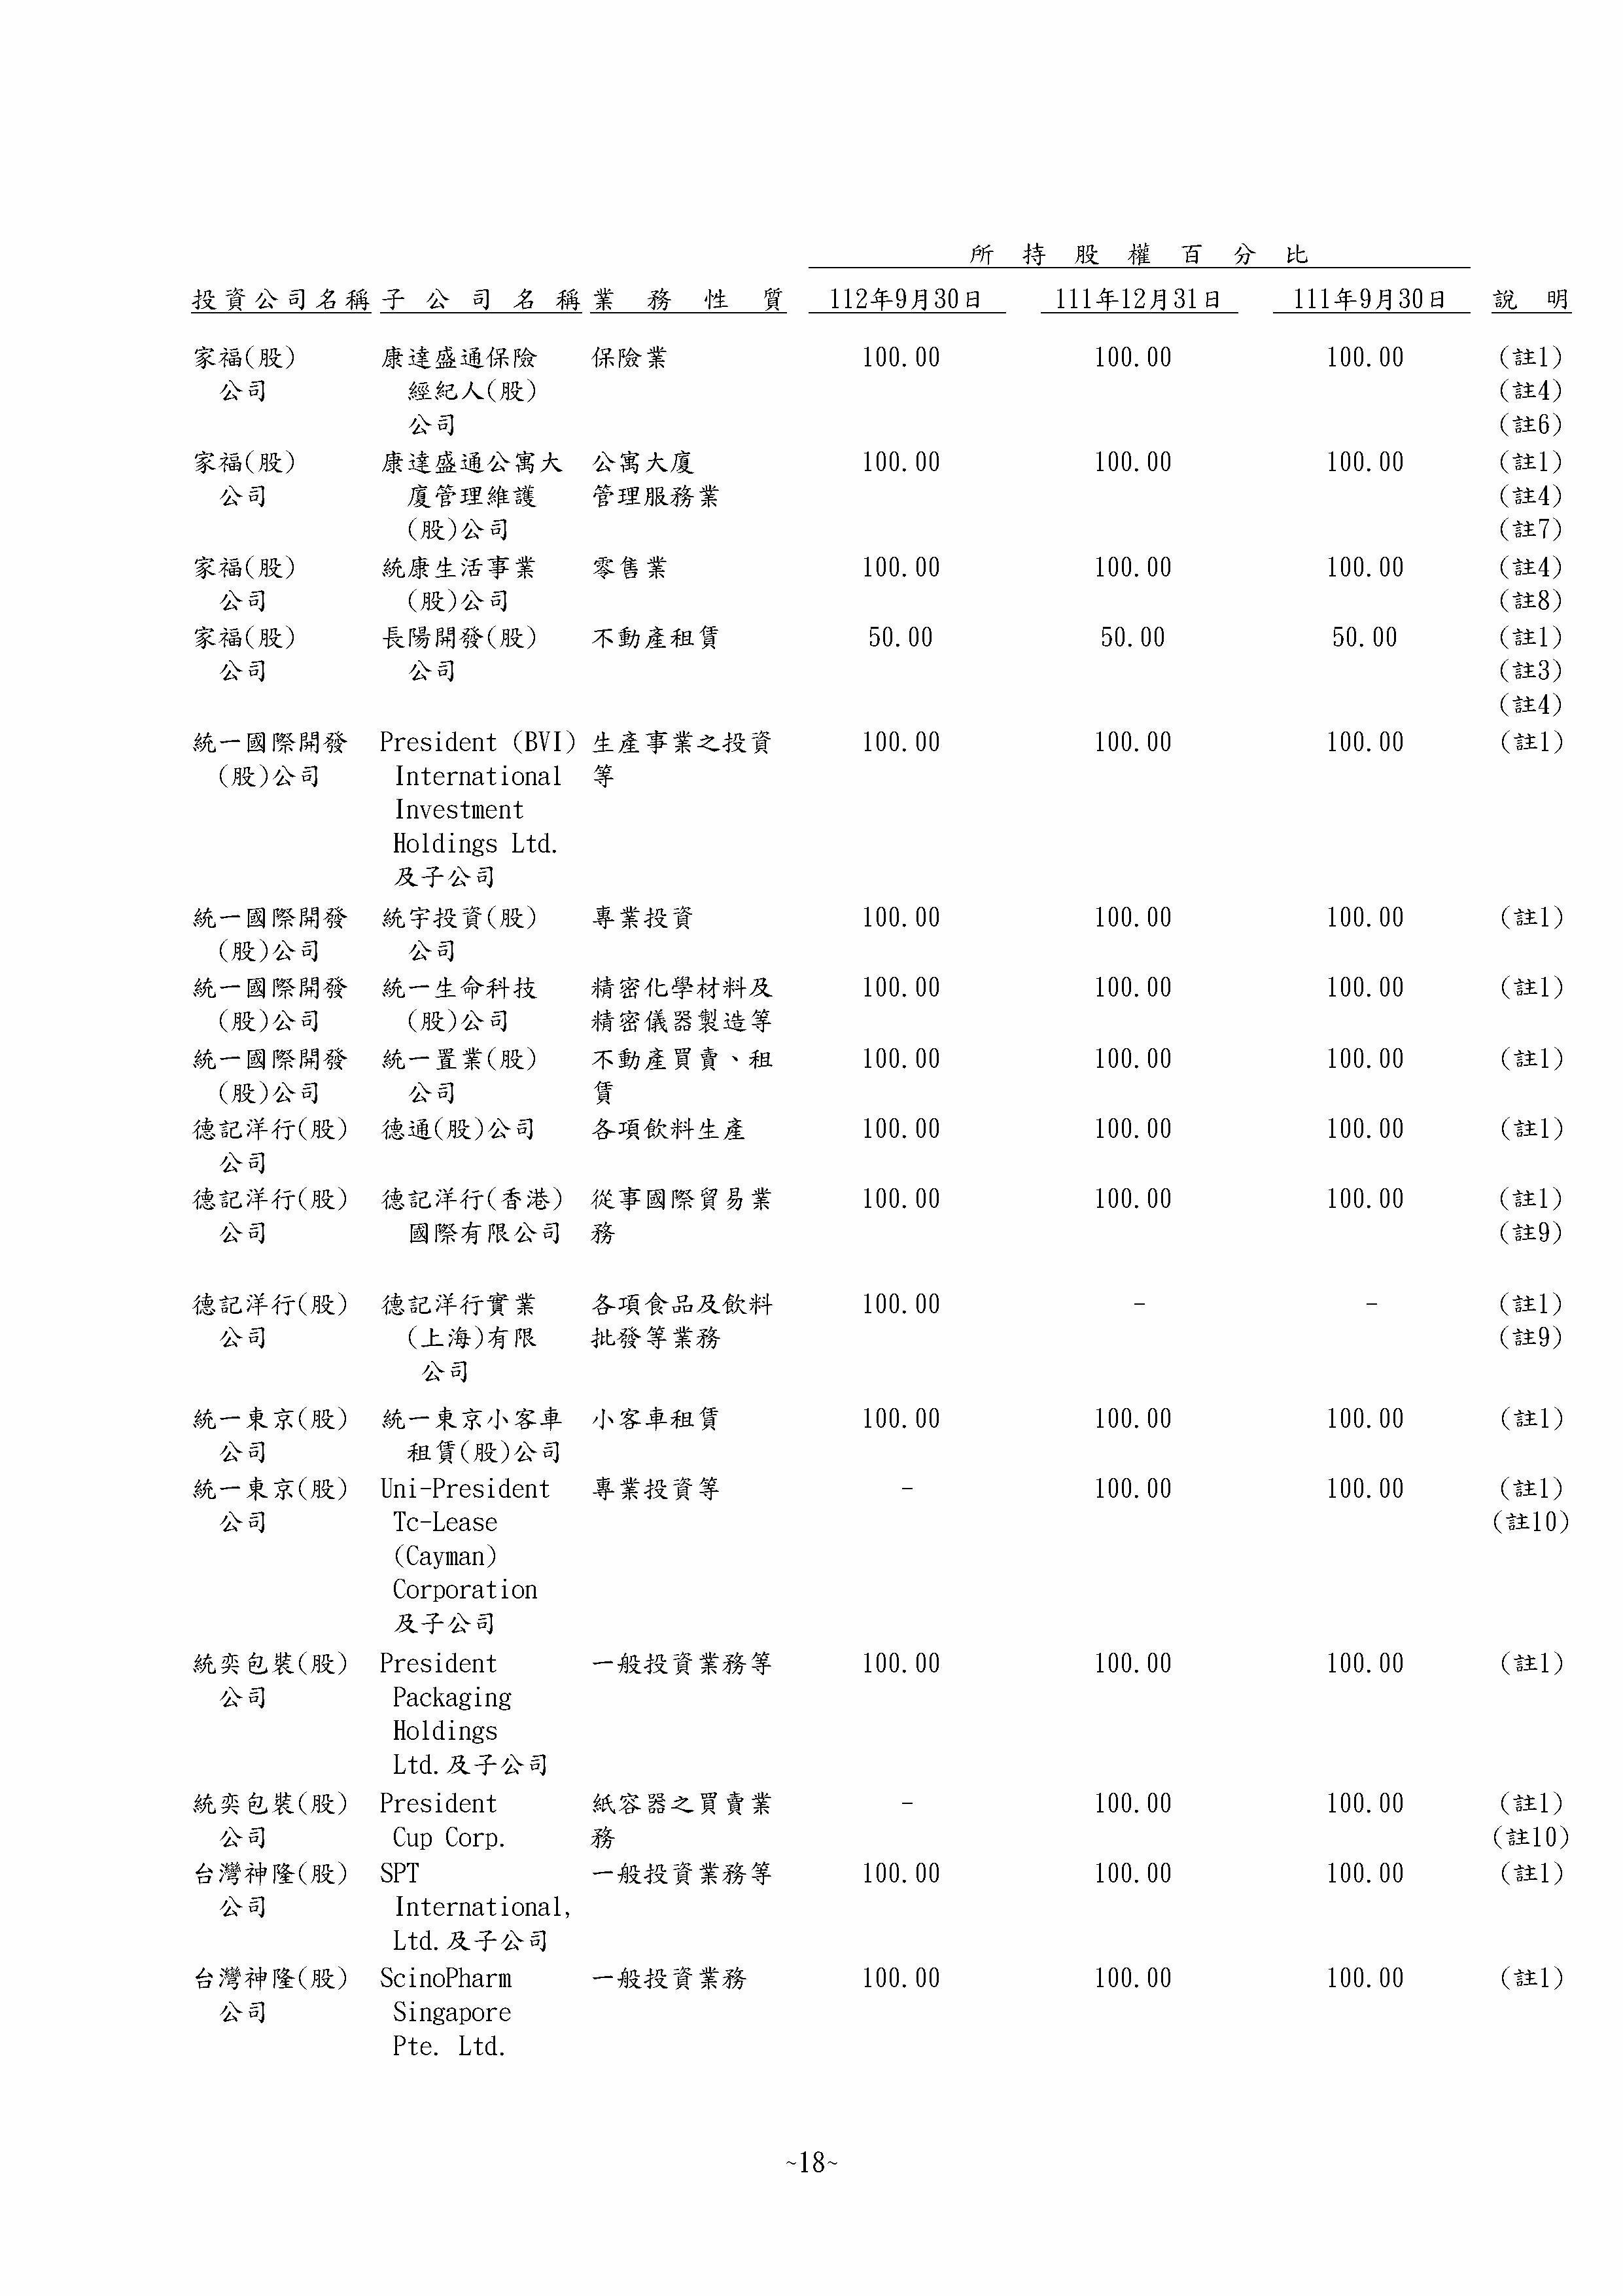 所持股權百分比
投資公司名稱 子公司名稱 業務性質 112年9月30日 111年12月31日 111年9月30日 說明
家福(股) 康達盛通保險 保險業 100.00 100.00 100.00 (註1)
公司 經紀人(股) (註4)
公司 (註6)
家福(股) 康達盛通公寓大 公寓大廈 100.00 100.00 100.00 (註1)
公司 廈管理維護 管理服務業 (註4)
(股)公司 (註7)
家福(股) 統康生活事業 零售業 100.00 100.00 100.00 (註4)
公司 (股)公司 (註8)
家福(股) 長陽開發(股) 不動產租賃 50.00 50.00 50.00 (註1)
公司 公司 (註3)
(註4)
統一國際開發 President (BVI) 生產事業之投資 100.00 100.00 100.00 (註1)
(股)公司 International 等
Investment
Holdings Ltd.
及子公司
統一國際開發 統宇投資(股) 專業投資 100.00 100.00 100.00 (註1)
(股)公司 公司
統一國際開發 統一生命科技 精密化學材料及 100.00 100.00 100.00 (註1)
(股)公司 (股)公司 精密儀器製造等
統一國際開發 統一置業(股) 不動產買賣、租 100.00 100.00 100.00 (註1)
(股)公司 公司 賃
德記洋行(股) 德通(股)公司 各項飲料生產 100.00 100.00 100.00 (註1)
公司
德記洋行(股) 德記洋行(香港) 從事國際貿易業 100.00 100.00 100.00 (註1)
公司 國際有限公司 務 (註9)
德記洋行(股) 德記洋行實業 各項食品及飲料 100.00 - - (註1)
公司 (上海)有限 批發等業務 (註9)
公司
統一東京(股) 統一東京小客車 小客車租賃 100.00 100.00 100.00 (註1)
公司 租賃(股)公司
統一東京(股) Uni-President 專業投資等 - 100.00 100.00 (註1)
公司 Tc-Lease (註10)
(Cayman)
Corporation
及子公司
統奕包裝(股) President 一般投資業務等 100.00 100.00 100.00 (註1)
公司 Packaging
Holdings
Ltd.及子公司
統奕包裝(股) President 紙容器之買賣業 - 100.00 100.00 (註1)
公司 Cup Corp. 務 (註10)
台灣神隆(股) SPT 一般投資業務等 100.00 100.00 100.00 (註1)
公司 International,
Ltd.及子公司
台灣神隆(股) ScinoPharm 一般投資業務 100.00 100.00 100.00 (註1)
公司 Singapore
Pte. Ltd.
~18~